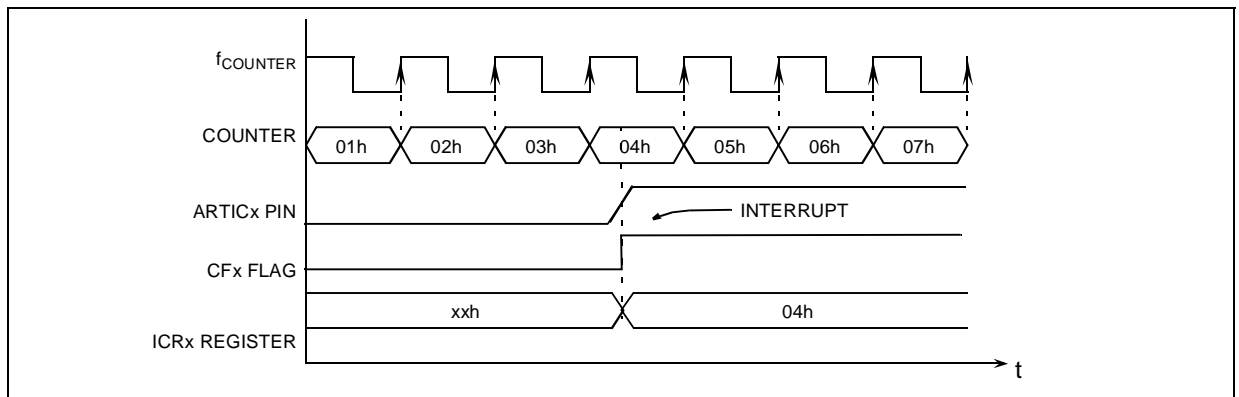 fCOUNTER
COUNTER
01h 02h 03h 04h 05h 06h 07h
ARTICx PIN
INTERRUPT
CFx FLAG
xxh 04h
ICRx REGISTER
t